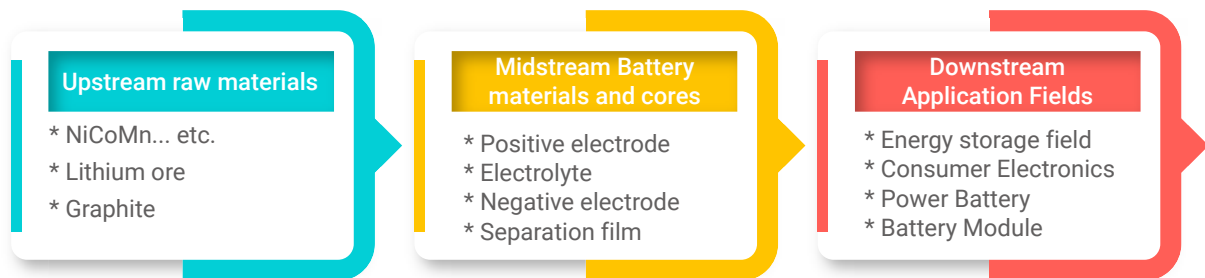 Upstream raw materials
* NiCoMn... etc.
* Lithium ore
* Graphite
Midstream Battery
materials and cores
* Positive electrode
* Electrolyte
* Negative electrode
* Separation film
Downstream
Application Fields
* Energy storage field
* Consumer Electronics
* Power Battery
* Battery Module